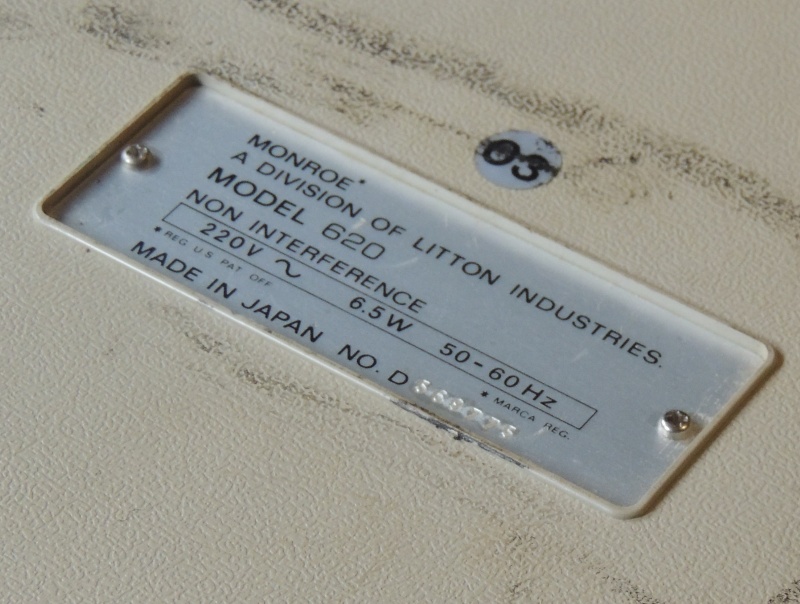 03
MONROE*
A DIVISION OF LITTON INDUSTRIES.
MODEL 620
NON INTERFERENCE
220V ~ 6.5W 50-60Hz
*REG. U.S. PAT. OFF. *MARCA REG.
MADE IN JAPAN NO. D